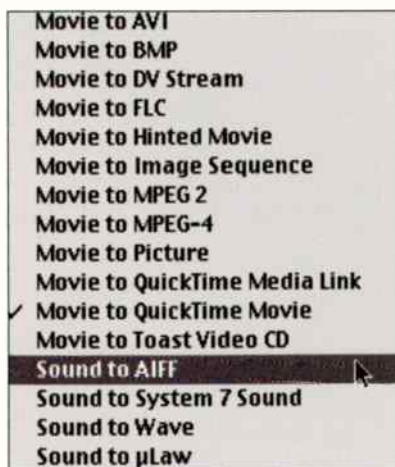 Movie to AVI
Movie to BMP
Movie to DV Stream
Movie to FLC
Movie to Hinted Movie
Movie to Image Sequence
Movie to MPEG 2
Movie to MPEG-4
Movie to Picture
Movie to QuickTime Media Link
✓ Movie to QuickTime Movie
Movie to Toast Video CD
Sound to AIFF
Sound to System 7 Sound
Sound to Wave
Sound to µLaw